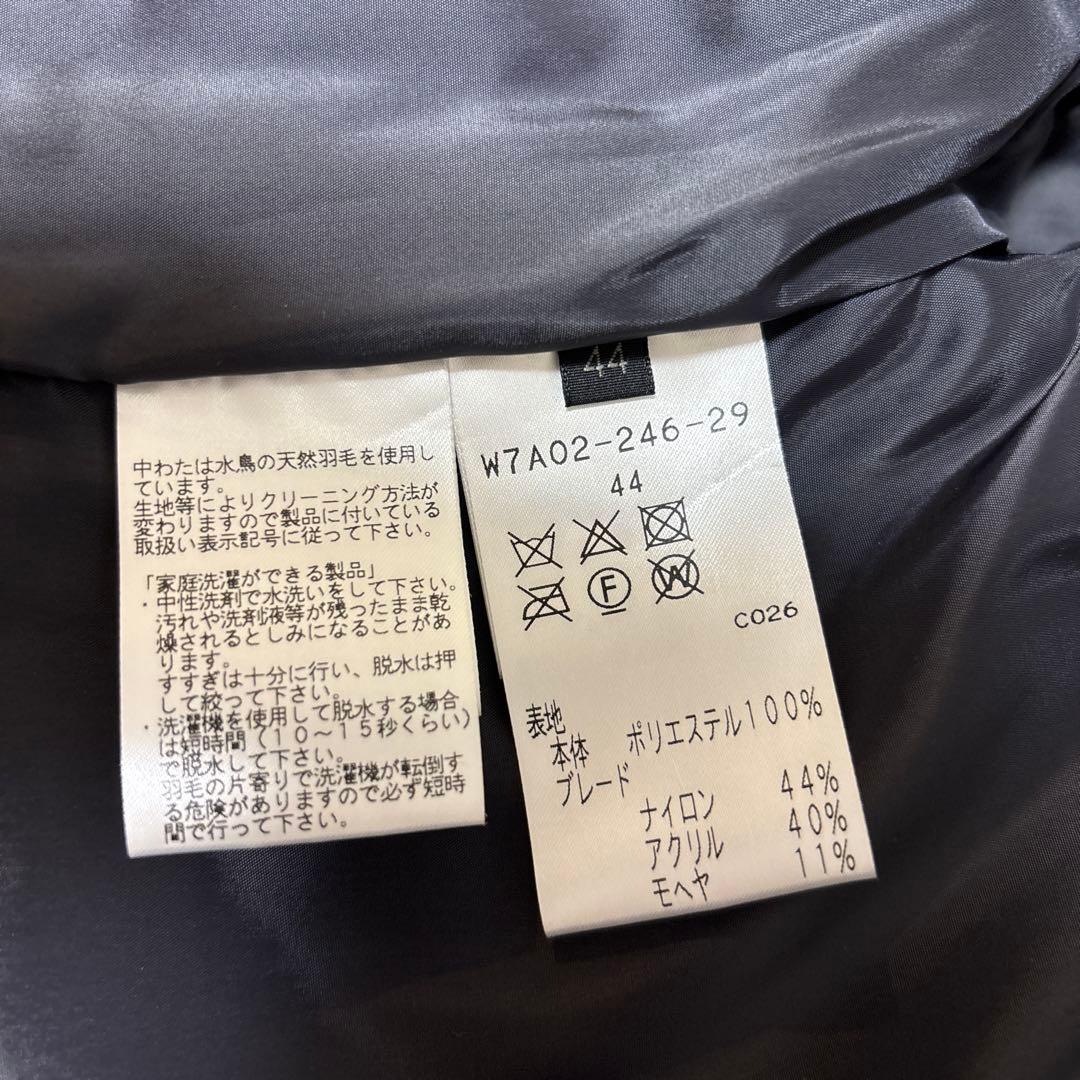 中わたは水鳥の天然羽毛を使用し
ています。
生地等によりクリーニング方法が
変わりますので製品に付いている
取扱い表示記号に従って下さい。
「家庭洗濯ができる製品」
・中性洗剤で水洗いをして下さい。
汚れや洗剤液等が残ったまま乾
燥されるとしみになることがあ
ります。
すすぎは十分に行い、脱水は押
して絞って下さい。
・洗濯機を使用して脱水する場合
は短時間(10~15秒くらい)
で脱水して下さい。
羽毛の片寄りで洗濯機が転倒す
る危険がありますので必ず短時
間で行って下さい。
44
W7A02-246-29
44
F
W
C026
表地
本体 ポリエステル100%
ブレード
ナイロン 44%
アクリル 40%
モヘヤ 11%